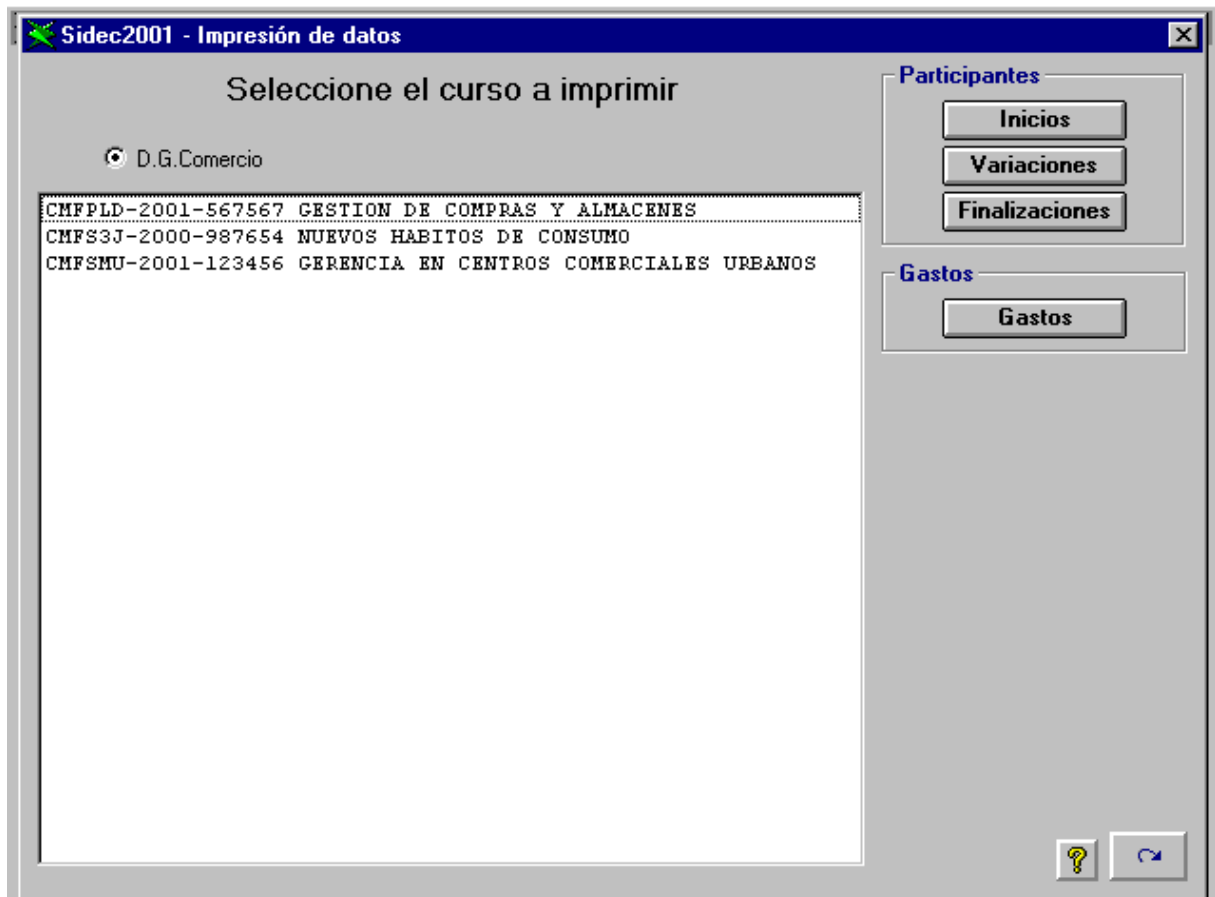 Sidec2001 - Impresión de datos
Seleccione el curso a imprimir
D.G.Comercio
CMFPLD-2001-567567 GESTION DE COMPRAS Y ALMACENES
CMFS3J-2000-987654 NUEVOS HABITOS DE CONSUMO
CMFSMU-2001-123456 GERENCIA EN CENTROS COMERCIALES URBANOS
Participantes
Inicios
Variaciones
Finalizaciones
Gastos
Gastos
?